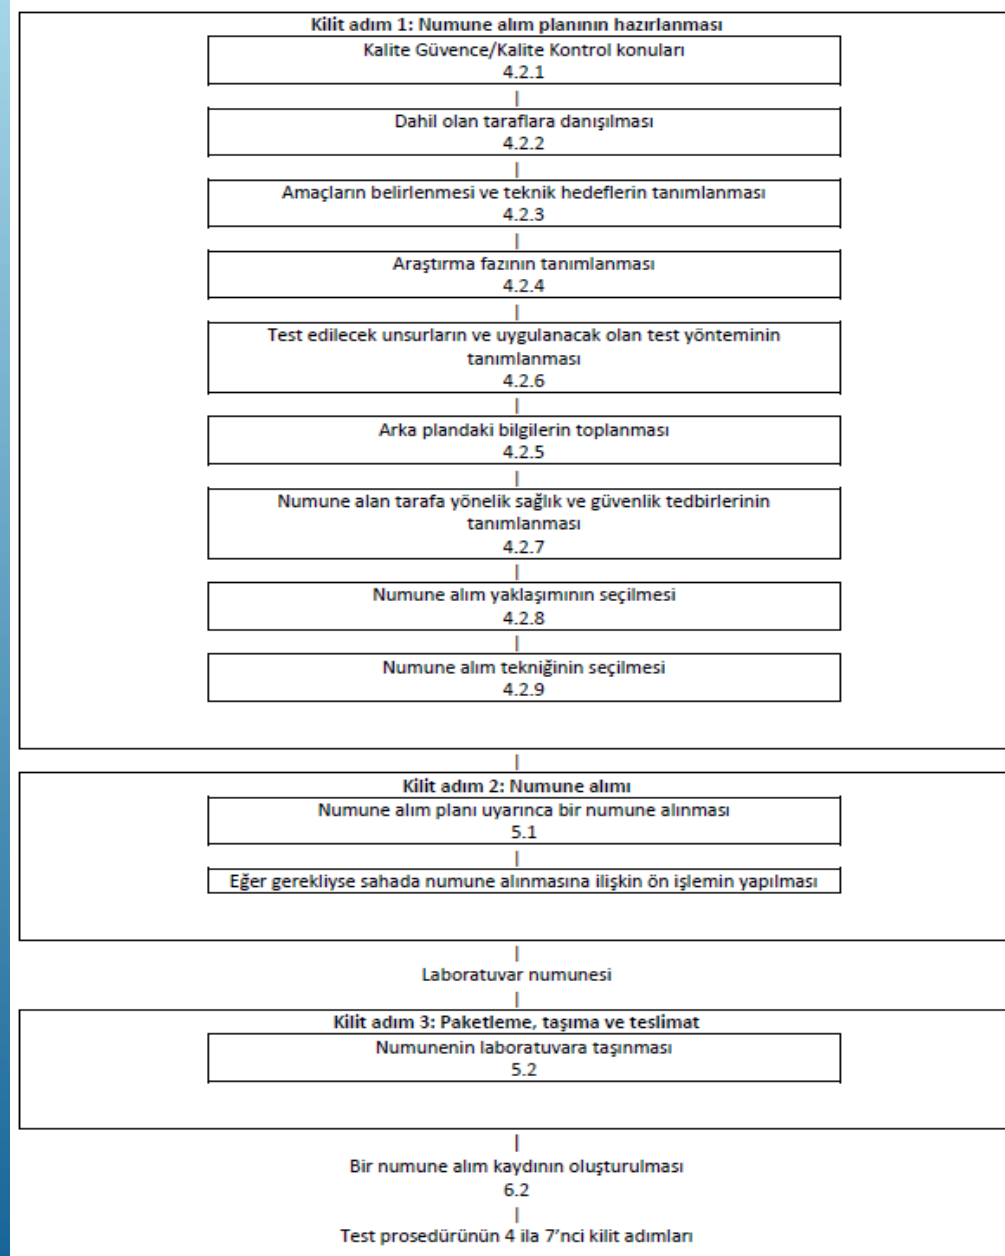 Kilit adım 1: Numune alım planının hazırlanması
Kalite Güvence/Kalite Kontrol konuları
4.2.1
Dahil olan taraflara danışılması
4.2.2
Amaçların belirlenmesi ve teknik hedeflerin tanımlanması
4.2.3
Araştırma fazının tanımlanması
4.2.4
Test edilecek unsurların ve uygulanacak olan test yönteminin
tanımlanması
4.2.6
Arka plandaki bilgilerin toplanması
4.2.5
Numune alan tarafa yönelik sağlık ve güvenlik tedbirlerinin
tanımlanması
4.2.7
Numune alım yaklaşımının seçilmesi
4.2.8
Numune alım tekniğinin seçilmesi
4.2.9
Kilit adım 2: Numune alımı
Numune alım planı uyarınca bir numune alınması
5.1
Eğer gerekliyse sahada numune alınmasına ilişkin ön işlemin yapılması
Laboratuvar numunesi
Kilit adım 3: Paketleme, taşıma ve teslimat
Numunenin laboratuvara taşınması
5.2
Bir numune alım kaydının oluşturulması
6.2
Test prosedürünün 4 ila 7’nci kilit adımları